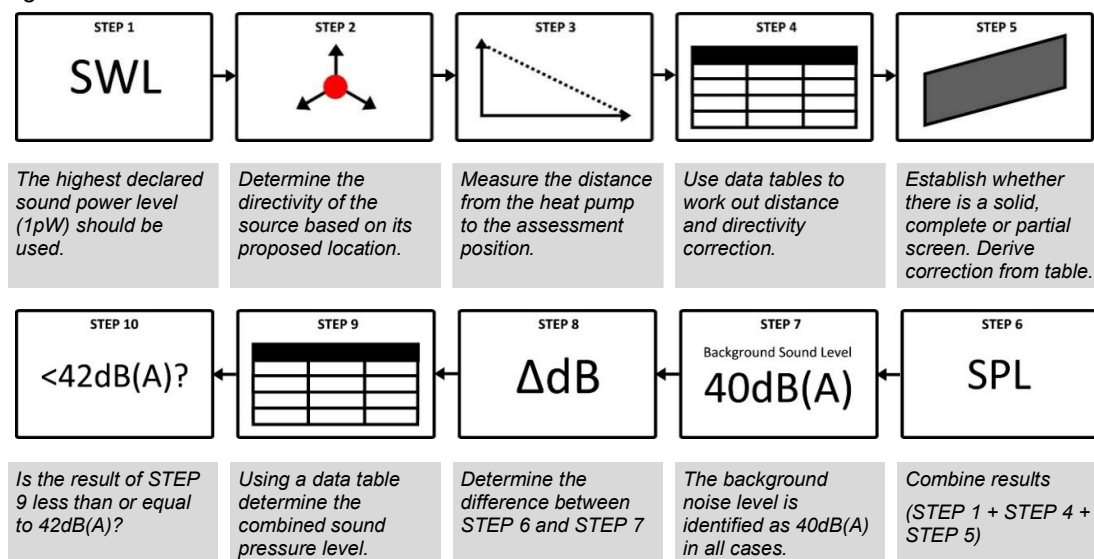 STEP 1
SWL
The highest declared
sound power level
(1pW) should be
used.
STEP 2
Determine the
directivity of the
source based on its
proposed location.
STEP 3
Measure the distance
from the heat pump
to the assessment
position.
STEP 4
Use data tables to
work out distance
and directivity
correction.
STEP 5
Establish whether
there is a solid,
complete or partial
screen. Derive
correction from table.
STEP 10
<42dB(A)?
Is the result of STEP
9 less than or equal
to 42dB(A)?
STEP 9
Using a data table
determine the
combined sound
pressure level.
STEP 8
ΔdB
Determine the
difference between
STEP 6 and STEP 7
STEP 7
Background Sound Level
40dB(A)
The background
noise level is
identified as 40dB(A)
in all cases.
STEP 6
SPL
Combine results
(STEP 1 + STEP 4 +
STEP 5)